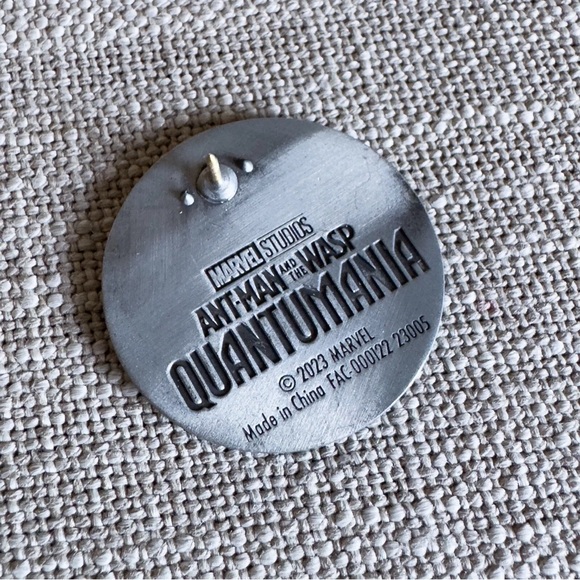 MARVEL STUDIOS
ANT-MAN AND THE WASP
QUANTUMANIA
© 2023 MARVEL
Made in China FAC-000122 23005